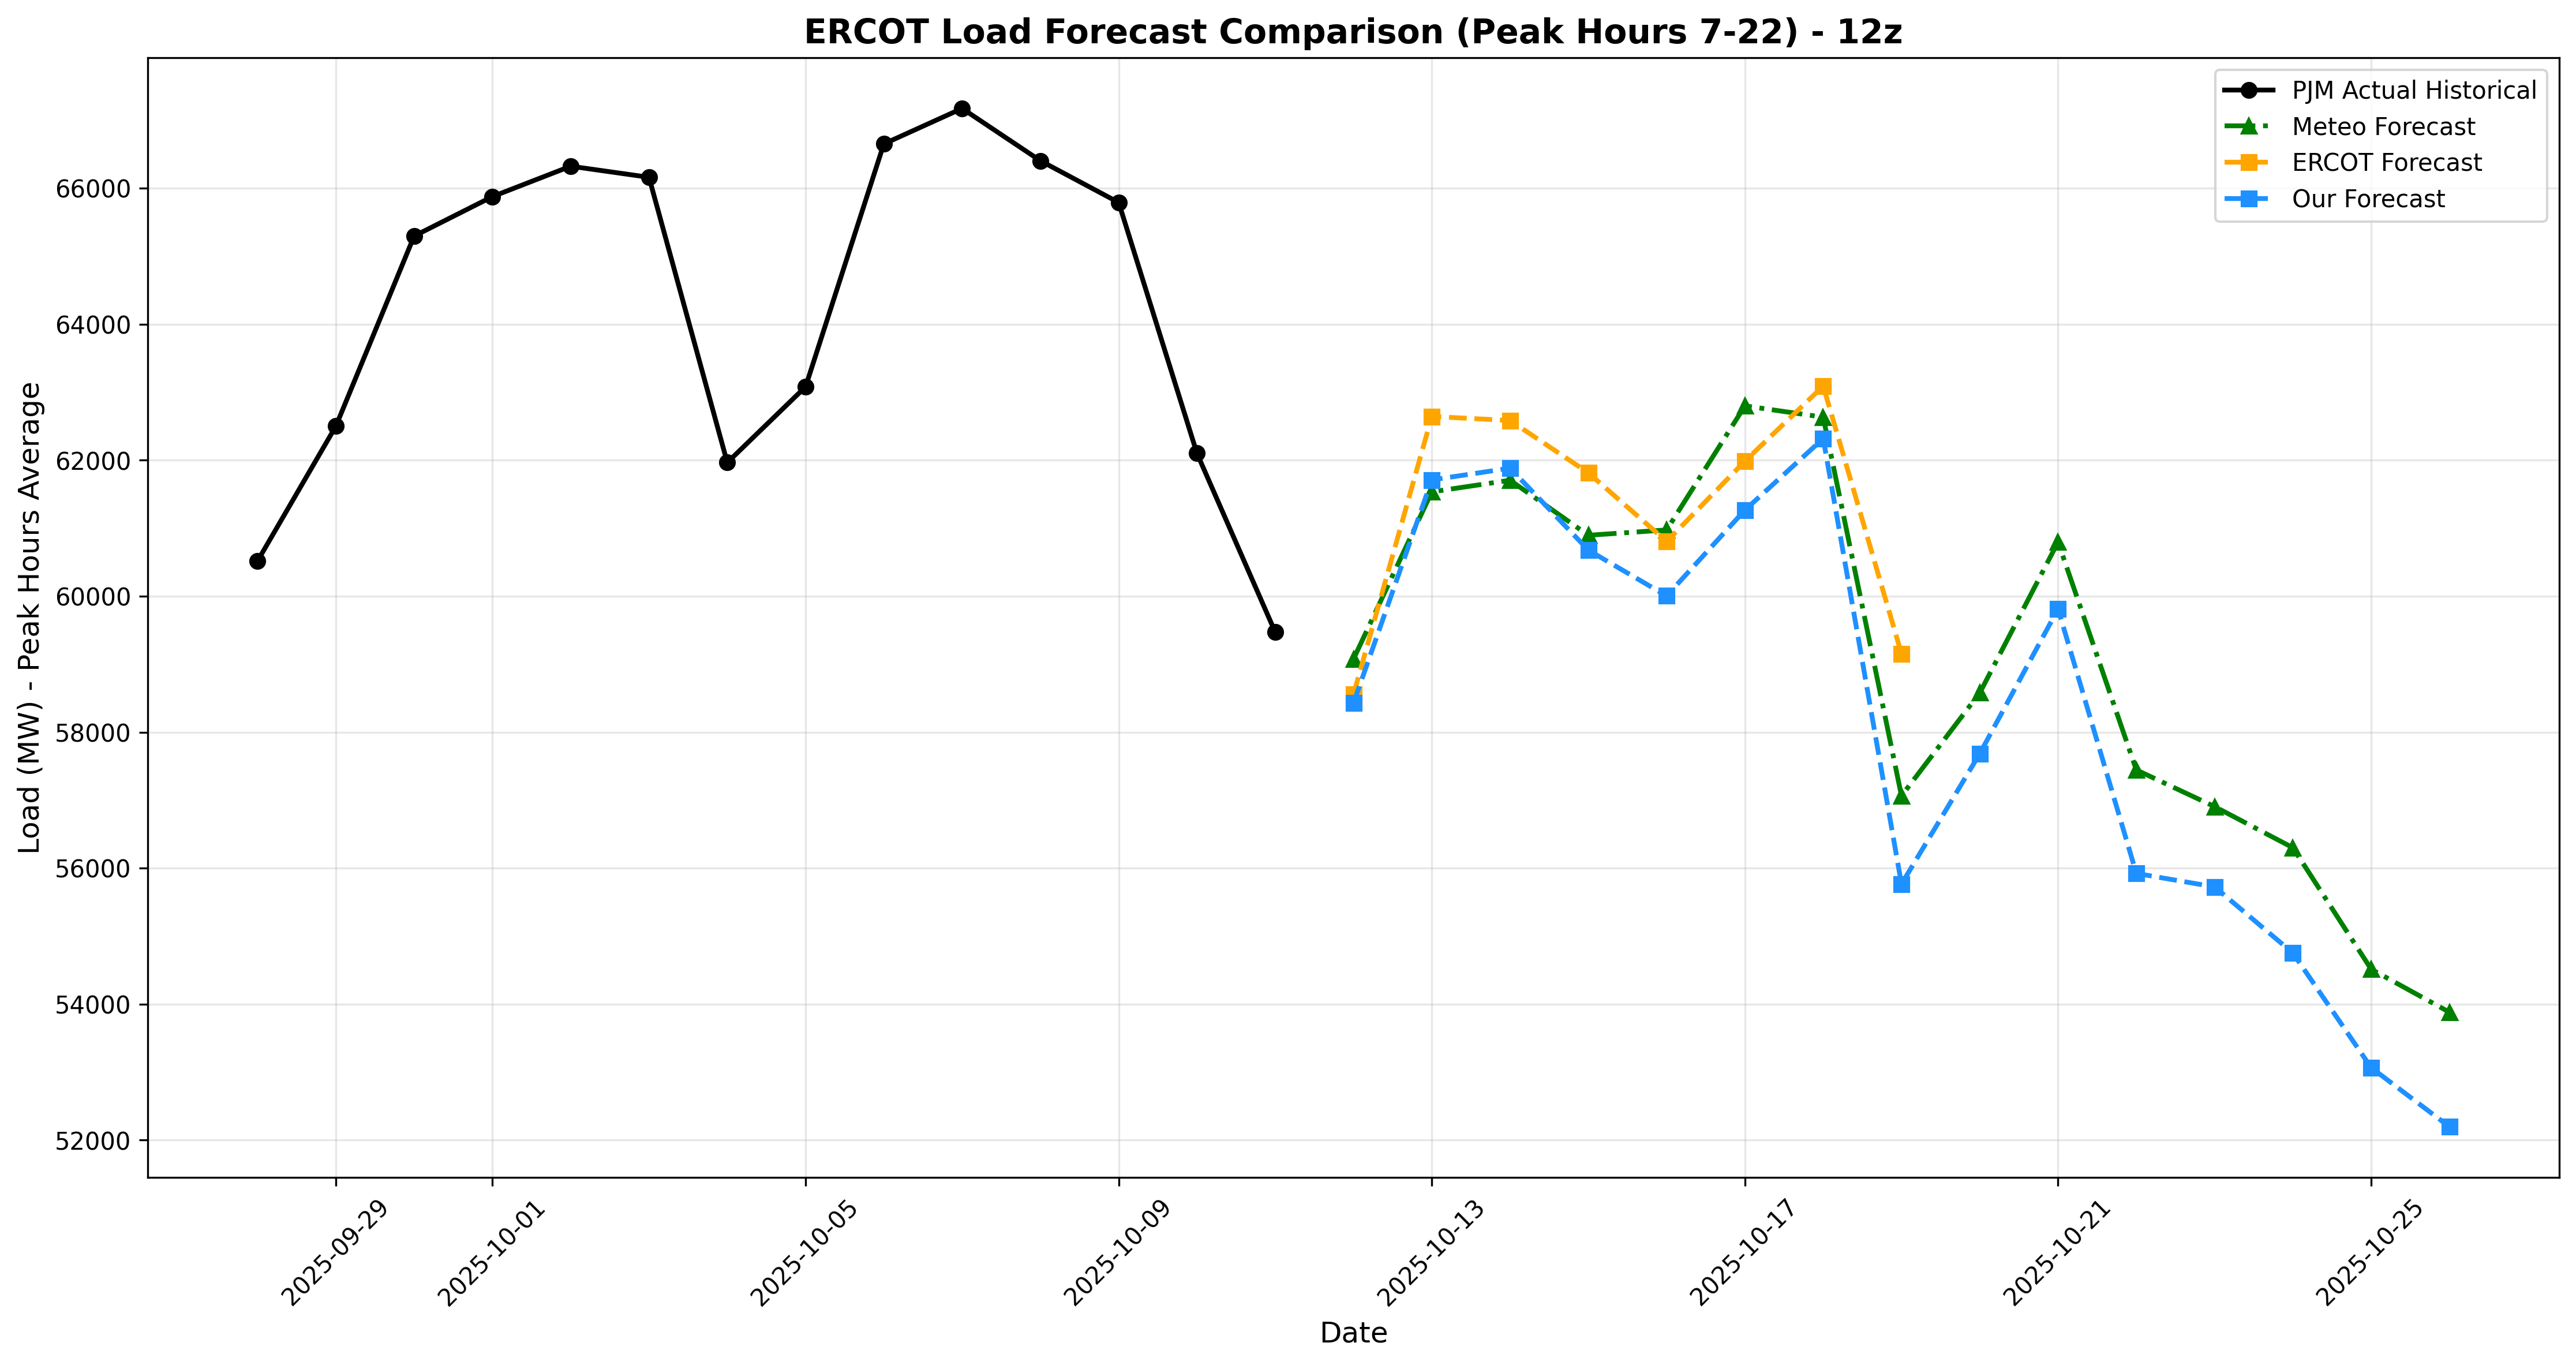 ERCOT Load Forecast Comparison (Peak Hours 7-22) - 12z
PJM Actual Historical
Meteo Forecast
ERCOT Forecast
Our Forecast
Load (MW) - Peak Hours Average
66000
64000
62000
60000
58000
56000
54000
52000
2025-09-29
2025-10-01
2025-10-05
2025-10-09
2025-10-13
2025-10-17
2025-10-21
2025-10-25
Date